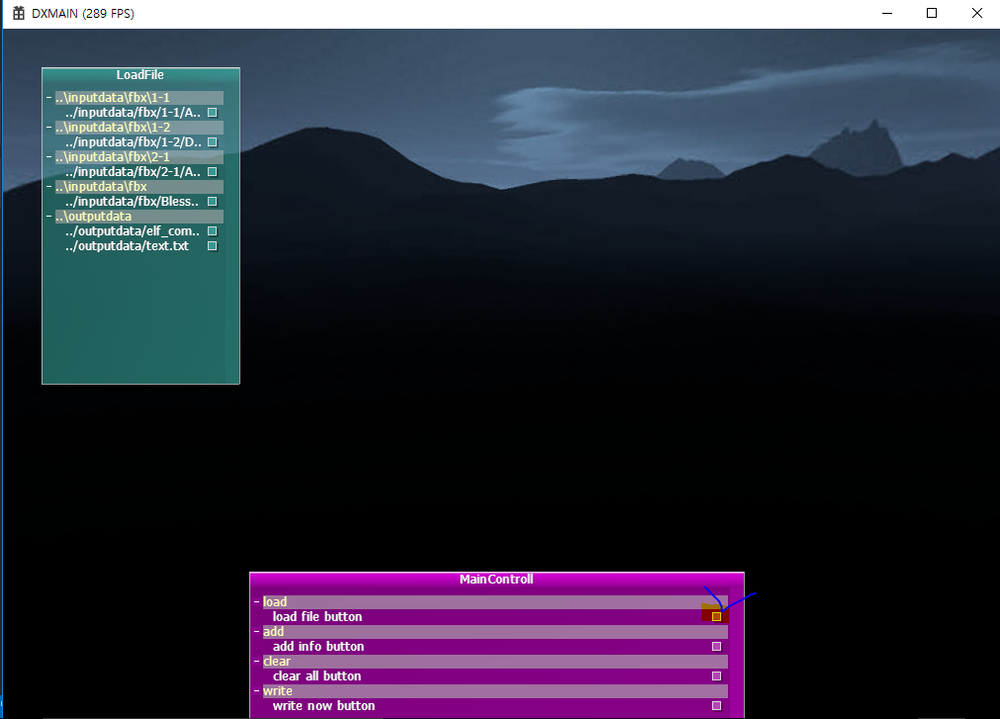 DXMAIN (289 FPS)
LoadFile
..\inputdata\fbx\1-1
../inputdata/fbx/1-1/A..
..\inputdata\fbx\1-2
../inputdata/fbx/1-2/D..
..\inputdata\fbx\2-1
../inputdata/fbx/2-1/A..
..\inputdata\fbx
../inputdata/fbx/Bless..
..\outputdata
../outputdata/elf_com..
../outputdata/text.txt
MainControll
load
load file button
add
add info button
clear
clear all button
write
write now button